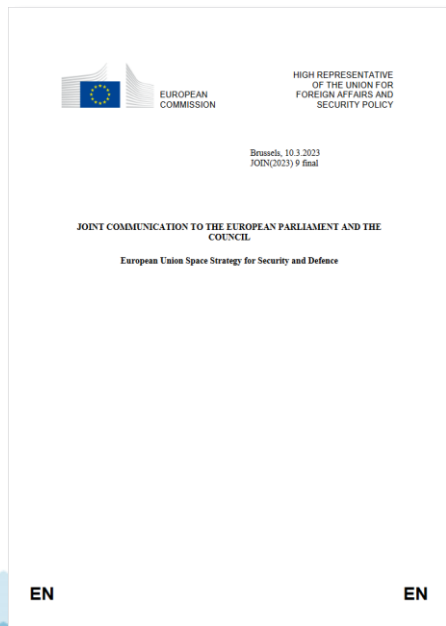 EUROPEAN
COMMISSION
HIGH REPRESENTATIVE
OF THE UNION FOR
FOREIGN AFFAIRS AND
SECURITY POLICY
Brussels, 10.3.2023
JOIN(2023) 9 final
JOINT COMMUNICATION TO THE EUROPEAN PARLIAMENT AND THE
COUNCIL
European Union Space Strategy for Security and Defence
EN
EN